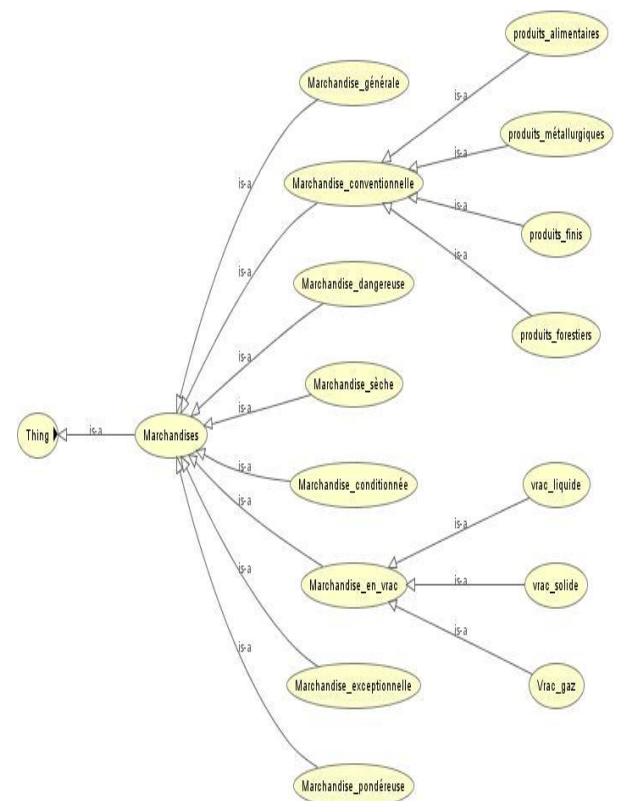 produits_alimentaires
Marchandise_générale
is-a
produits_métallurgiques
is-a
is-a
Marchandise_conventionnelle
is-a
produits_finis
is-a
is-a
Marchandise_dangereuse
produits_forestiers
is-a
Marchandise_sèche
is-a
Thing
is-a
Marchandises
is-a
Marchandise_conditionnée
vrac_liquide
is-a
is-a
is-a
Marchandise_en_vrac
is-a
vrac_solide
is-a
is-a
Marchandise_exceptionnelle
Vrac_gaz
Marchandise_pondéreuse